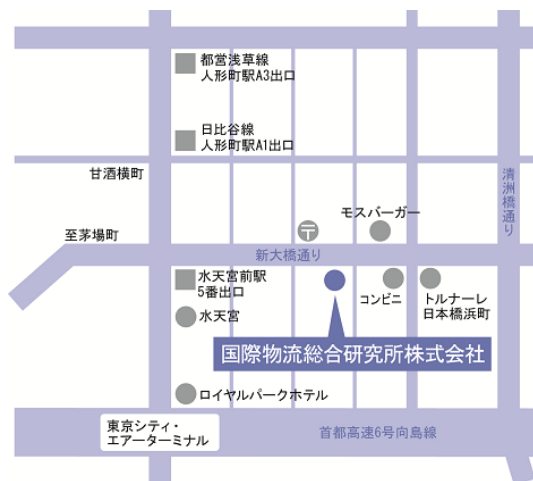 都営浅草線
人形町駅A3出口
日比谷線
人形町駅A1出口
甘酒横町
清洲橋通り
モスバーガー
〒
至茅場町
新大橋通り
水天宮前駅
5番出口
コンビニ
トルナーレ
日本橋浜町
水天宮
国際物流総合研究所株式会社
ロイヤルパークホテル
東京シティ・
エアーターミナル
首都高速6号向島線